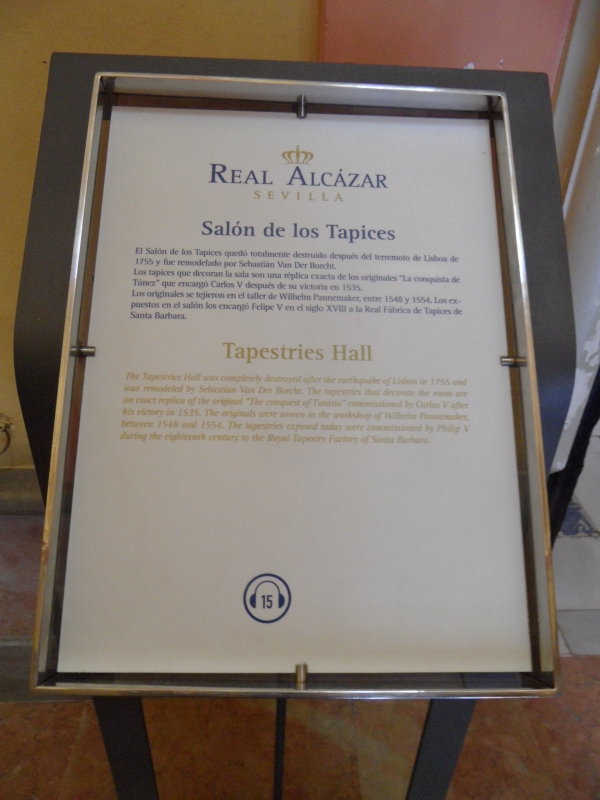 REAL ALCÁZAR
SEVILLA
Salón de los Tapices
El Salón de los Tapices quedó totalmente destruido después del terremoto de Lisboa de
1755 y fue remodelado por Sebastián Van Der Borcht.
Los tapices que decoran la sala son una réplica exacta de los originales "La conquista de
Túnez" que encargó Carlos V después de su victoria en 1535.
Los originales se tejieron en el taller de Wilhelm Pannemaker, entre 1548 y 1554. Los ex-
puestos en el salón los encargó Felipe V en el siglo XVIII a la Real Fábrica de Tapices de
Santa Barbara.
Tapestries Hall
The Tapestries Hall was completely destroyed after the earthquake of Lisbon in 1755 and
was remodeled by Sebastian Van Der Borcht. The tapestries that decorate the room are
an exact replica of the original "The conquest of Tunisia" commissioned by Carlos V after
his victory in 1535. The originals were woven in the workshop of Wilhelm Pannemaker,
between 1548 and 1554. The tapestries exposed today were commissioned by Philip V
during the eighteenth century to the Royal Tapestry Factory of Santa Barbara.
15